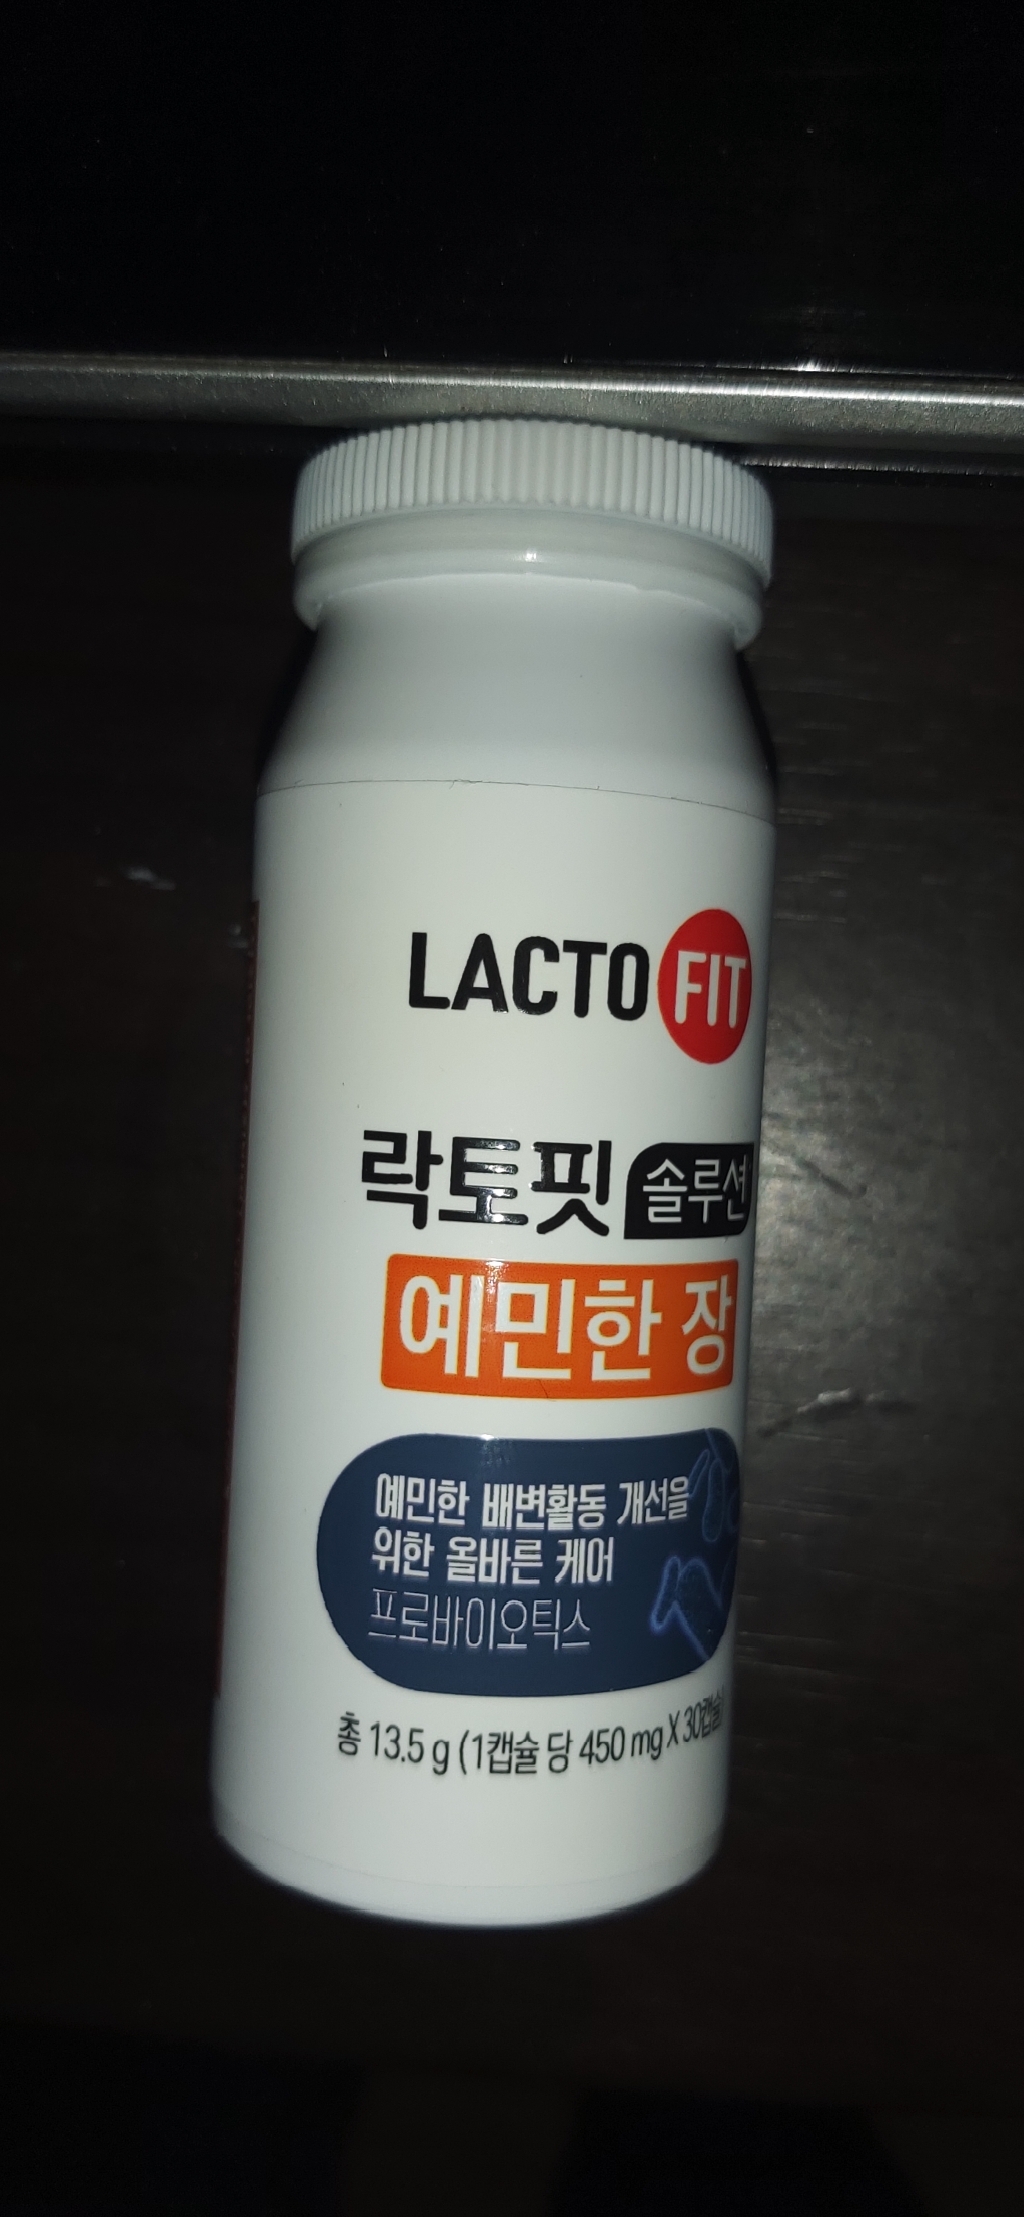 LACTO FIT
락토핏 솔루션
예민한 장
예민한 배변활동 개선을
위한 올바른 케어
프로바이오틱스
총 13.5 g (1캡슐 당 450 mg X 30캡슐)